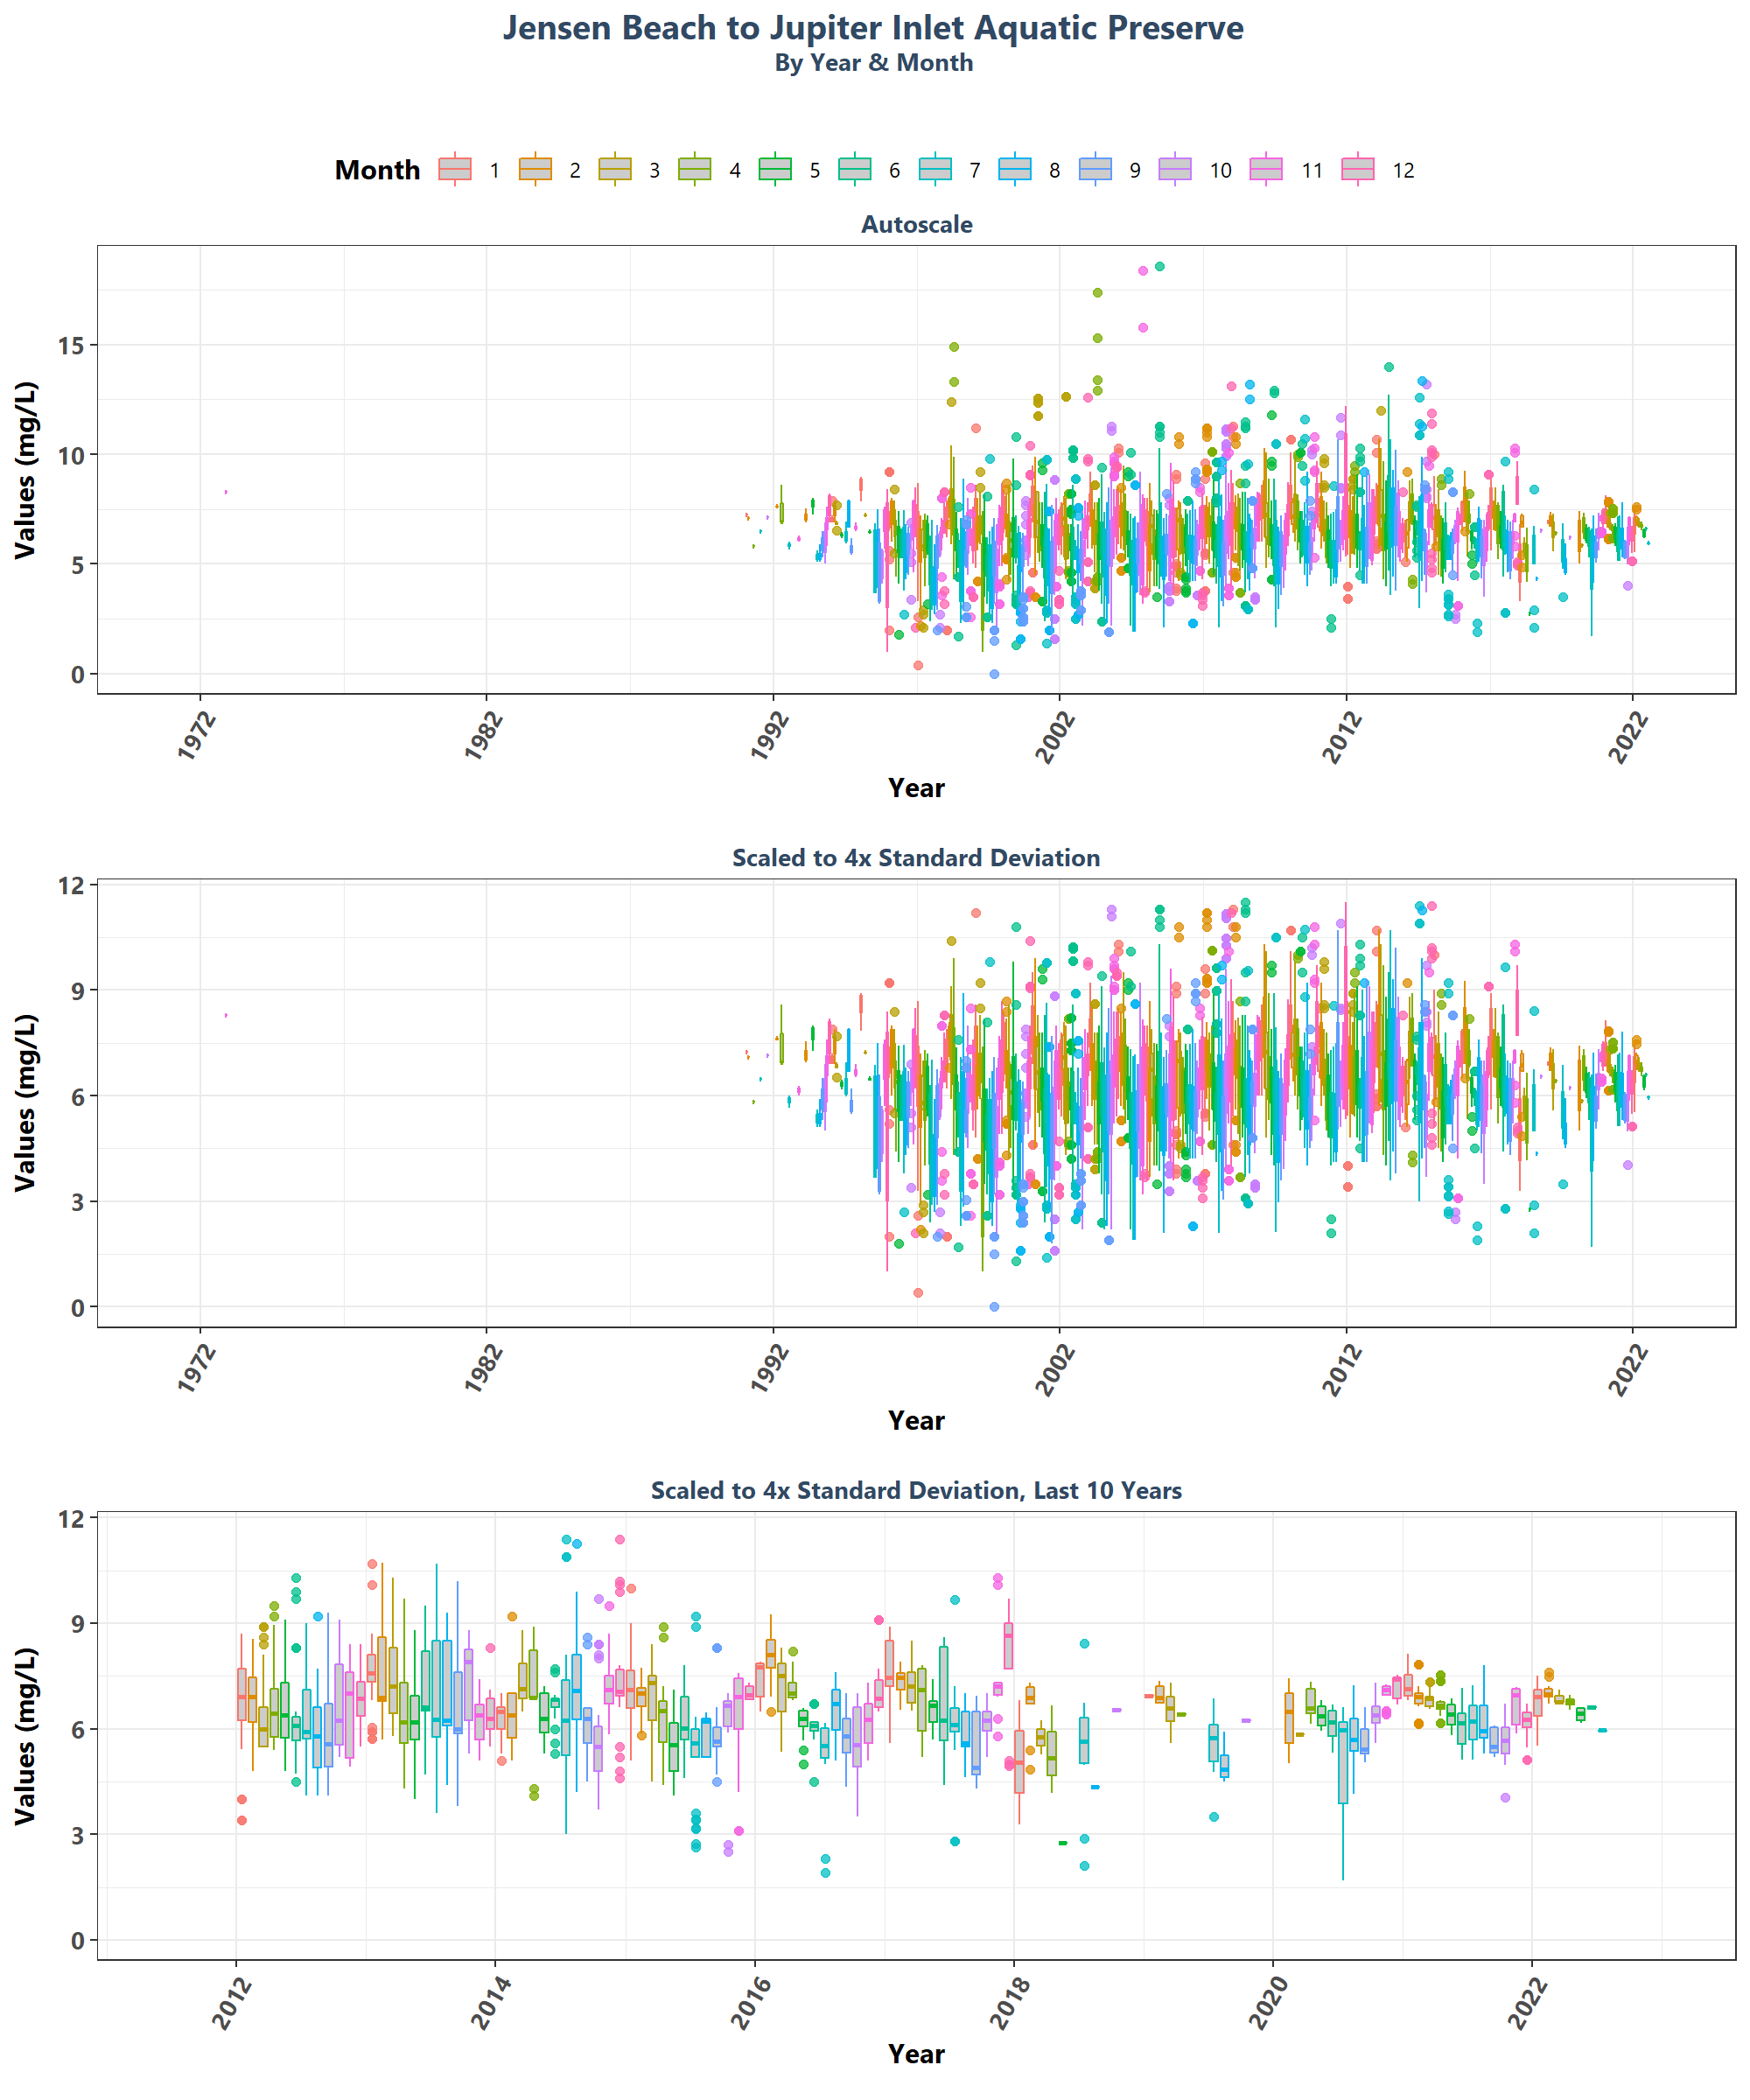 Jensen Beach to Jupiter Inlet Aquatic Preserve
By Year & Month
Month 1 2 3 4 5 6 7 8 9 10 11 12
Autoscale
Values (mg/L)
15
10
5
0
1972 1982 1992 2002 2012 2022
Year
Scaled to 4x Standard Deviation
Values (mg/L)
12
9
6
3
0
1972 1982 1992 2002 2012 2022
Year
Scaled to 4x Standard Deviation, Last 10 Years
Values (mg/L)
12
9
6
3
0
2012 2014 2016 2018 2020 2022
Year